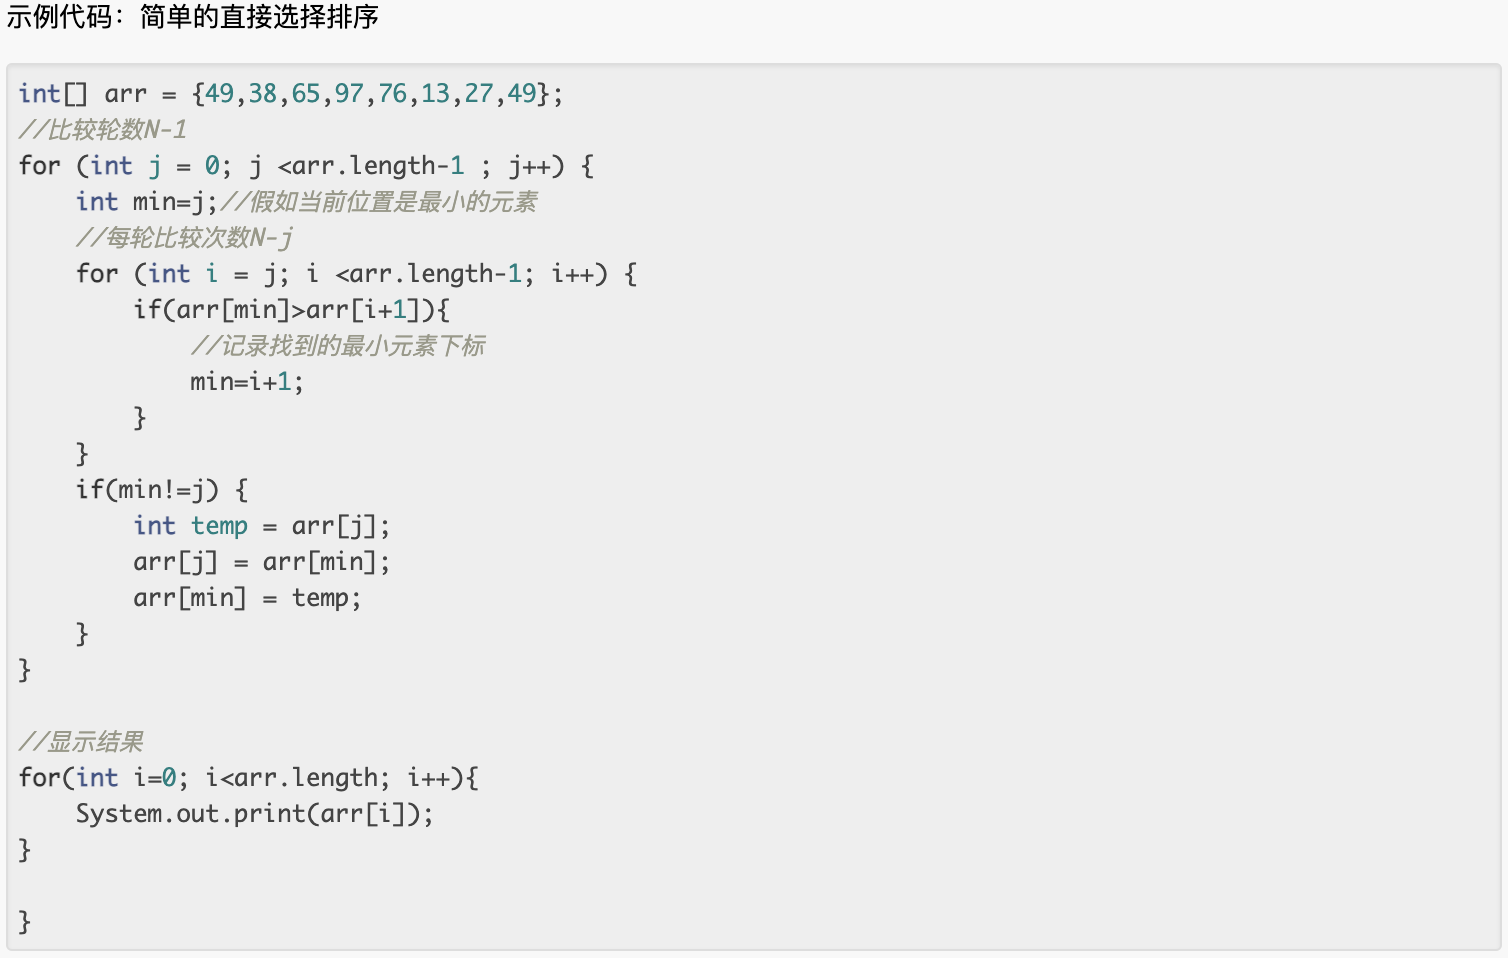 示例代码：简单的直接选择排序
int[] arr = {49,38,65,97,76,13,27,49};
//比较轮数N-1
for (int j = 0; j <arr.length-1 ; j++) {
    int min=j;//假如当前位置是最小的元素
    //每轮比较次数N-j
    for (int i = j; i <arr.length-1; i++) {
        if(arr[min]>arr[i+1]){
            //记录找到的最小元素下标
            min=i+1;
        }
    }
    if(min!=j) {
        int temp = arr[j];
        arr[j] = arr[min];
        arr[min] = temp;
    }
}
//显示结果
for(int i=0; i<arr.length; i++){
    System.out.print(arr[i]);
}
}